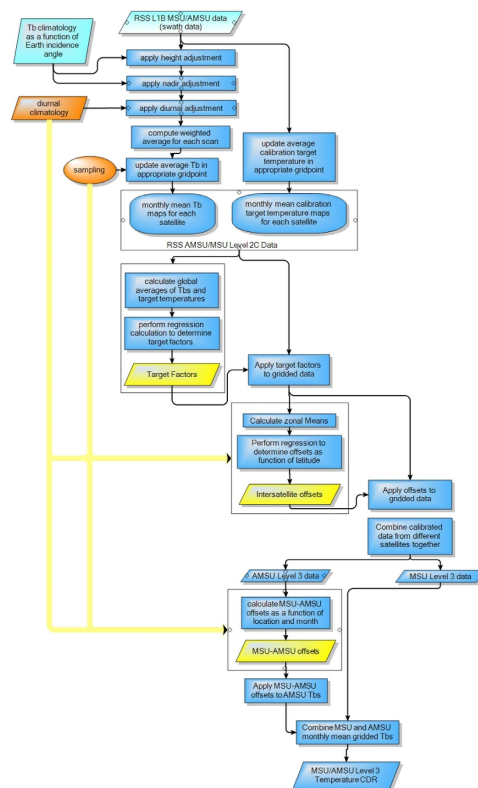 RSS L1B MSU/AMSU data
(swath data)
Tb climatology
as a function of
Earth incidence
angle
apply height adjustment
apply nadir adjustment
diurnal
climatology
apply diurnal adjustment
compute weighted
average for each scan
update average
calibration target
temperature in
appropriate gridpoint
sampling
update average Tb in
appropriate gridpoint
monthly mean Tb
maps for each
satellite
monthly mean calibration
target temperature maps
for each satellite
RSS AMSU/MSU Level 2C Data
calculate global
averages of Tbs and
target temperatures
perform regression
calculation to determine
target factors
Target Factors
Apply target factors
to gridded data
Calculate zonal Means
Perform regression to
determine offsets as
function of latitude
Intersatellite offsets
Apply offsets to
gridded data
Combine calibrated
data from different
satellites together
AMSU Level 3 data
MSU Level 3 data
calculate MSU-AMSU
offsets as a function of
location and month
MSU-AMSU offsets
Apply MSU-AMSU
offsets to AMSU Tbs
Combine MSU and AMSU
monthly mean gridded Tbs
MSU/AMSU Level 3
Temperature CDR